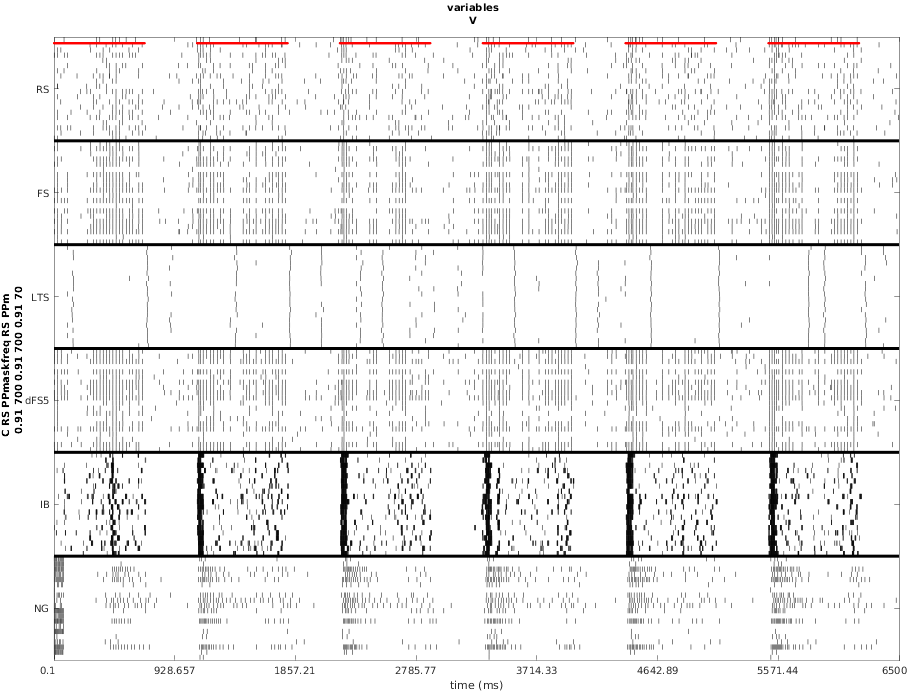 variables
V
RS
FS
LTS
dFS5
IB
NG
C RS PPmaskfreq RS PPm
0.91 700 0.91 700 0.91 70
0.1 928.657 1857.21 2785.77 3714.33 4642.89 5571.44 6500
time (ms)